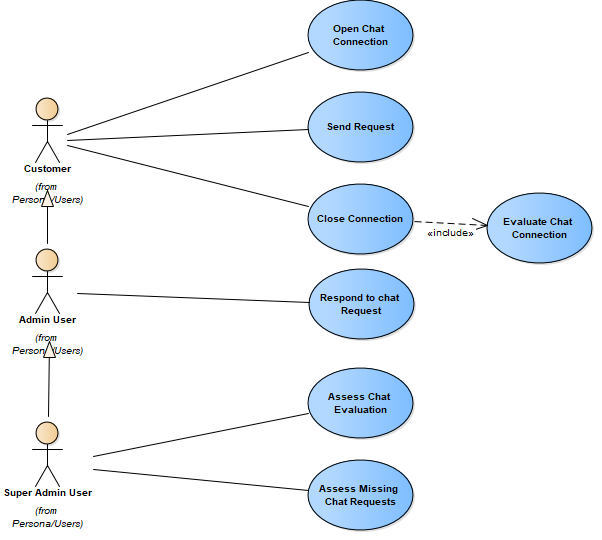 Open Chat
Connection
Send Request
Customer
(from
Persona/Users)
Close Connection
«include»
Evaluate Chat
Connection
Respond to chat
Request
Admin User
(from
Persona/Users)
Assess Chat
Evaluation
Super Admin User
(from
Persona/Users)
Assess Missing
Chat Requests